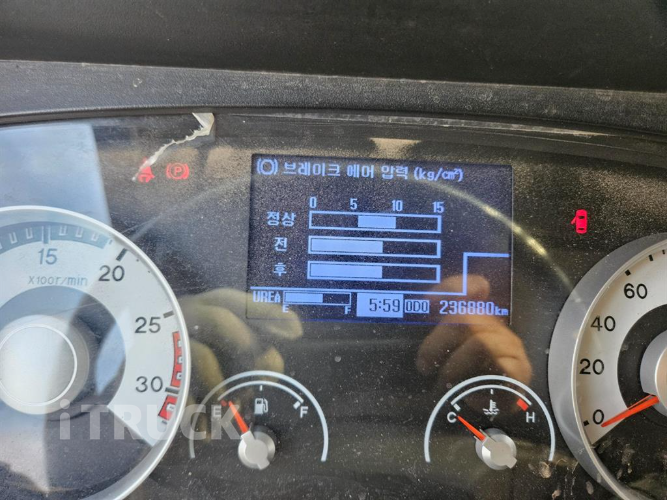 (O) 브레이크 에어 압력 (kg/㎠)
0 5 10 15
정상
전
후
UREA E F 5:59 ODO 236880km
15 20 25 30
X100r/min
E F
C H
0 20 40 60
P
iTRUCK